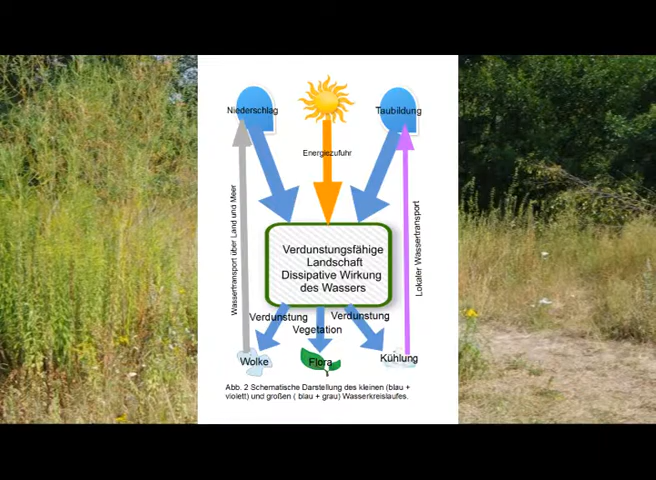 Niederschlag
Taubildung
Energiezufuhr
Wassertransport über Land und Meer
Lokaler Wassertransport
Verdunstungsfähige
Landschaft
Dissipative Wirkung
des Wassers
Verdunstung
Verdunstung
Vegetation
Wolke
Flora
Kühlung
Abb. 2 Schematische Darstellung des kleinen (blau +
violett) und großen ( blau + grau) Wasserkreislaufes.